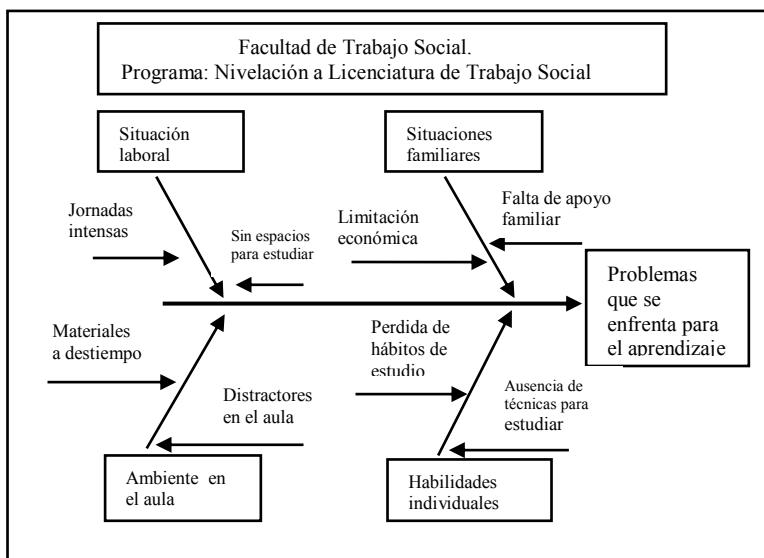 Facultad de Trabajo Social.
Programa: Nivelación a Licenciatura de Trabajo Social
Situación
laboral
Situaciones
familiares
Jornadas
intensas
Sin espacios
para estudiar
Limitación
económica
Falta de apoyo
familiar
Problemas
que se
enfrenta para
el aprendizaje
Materiales
a destiempo
Distractores
en el aula
Perdida de
hábitos de
estudio
Ausencia de
técnicas para
estudiar
Ambiente en
el aula
Habilidades
individuales